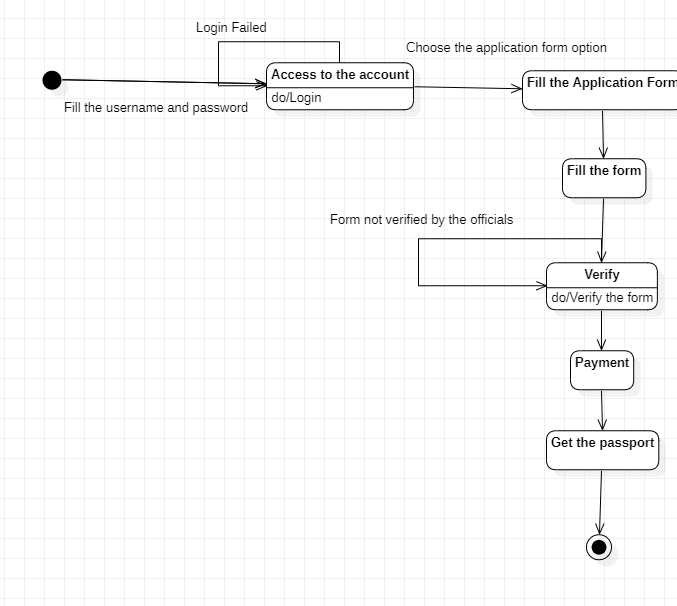 Login Failed
Choose the application form option
Access to the account
do/Login
Fill the Application Form
Fill the username and password
Fill the form
Form not verified by the officials
Verify
do/Verify the form
Payment
Get the passport